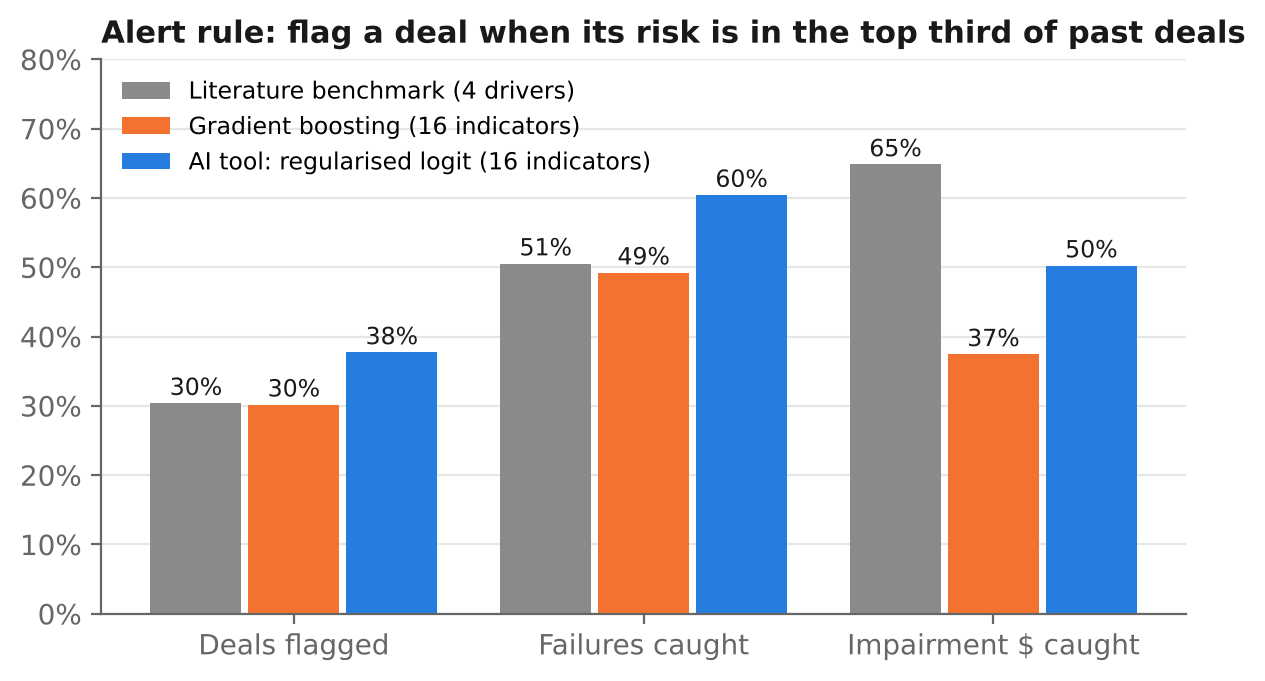 Alert rule: flag a deal when its risk is in the top third of past deals
80%
70%
60%
50%
40%
30%
20%
10%
0%
Literature benchmark (4 drivers)
Gradient boosting (16 indicators)
AI tool: regularised logit (16 indicators)
30%
30%
38%
51%
49%
60%
65%
37%
50%
Deals flagged
Failures caught
Impairment $ caught